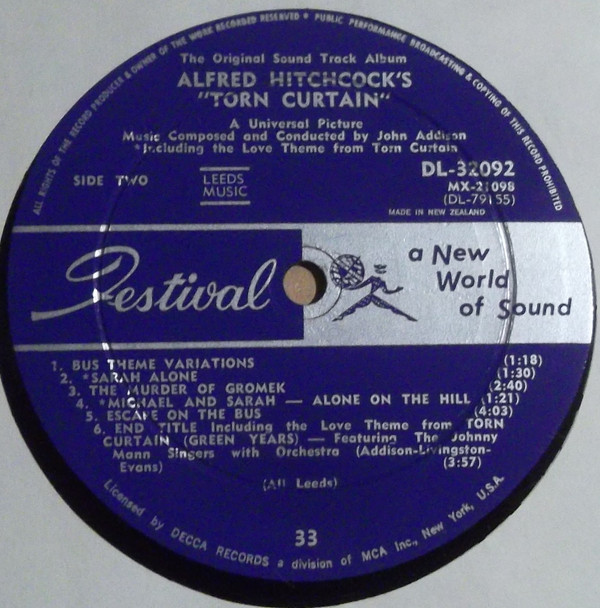 ALL RIGHTS OF THE RECORD PRODUCER & OWNER OF THE WORK RECORDED RESERVED • PUBLIC PERFORMANCE BROADCASTING & COPYING OF THIS RECORD PROHIBITED
The Original Sound Track Album
ALFRED HITCHCOCK'S
"TORN CURTAIN"
A Universal Picture
Music Composed and Conducted by John Addison
*Including the Love Theme from Torn Curtain
SIDE TWO
LEEDS
MUSIC
DL-32092
MX-21098
(DL-79155)
MADE IN NEW ZEALAND
Festival
a New
World
of Sound
1. BUS THEME VARIATIONS (1:18)
2. *SARAH ALONE (1:30)
3. THE MURDER OF GROMEK (2:40)
4. *MICHAEL AND SARAH — ALONE ON THE HILL (1:21)
5. ESCAPE ON THE BUS (4:03)
6. END TITLE Including the Love Theme from TORN
CURTAIN (GREEN YEARS) — Featuring The Johnny
Mann Singers with Orchestra (Addison-Livingston-
Evans) (3:57)
(All Leeds)
33
Licensed by DECCA RECORDS a division of MCA Inc., New York, U.S.A.